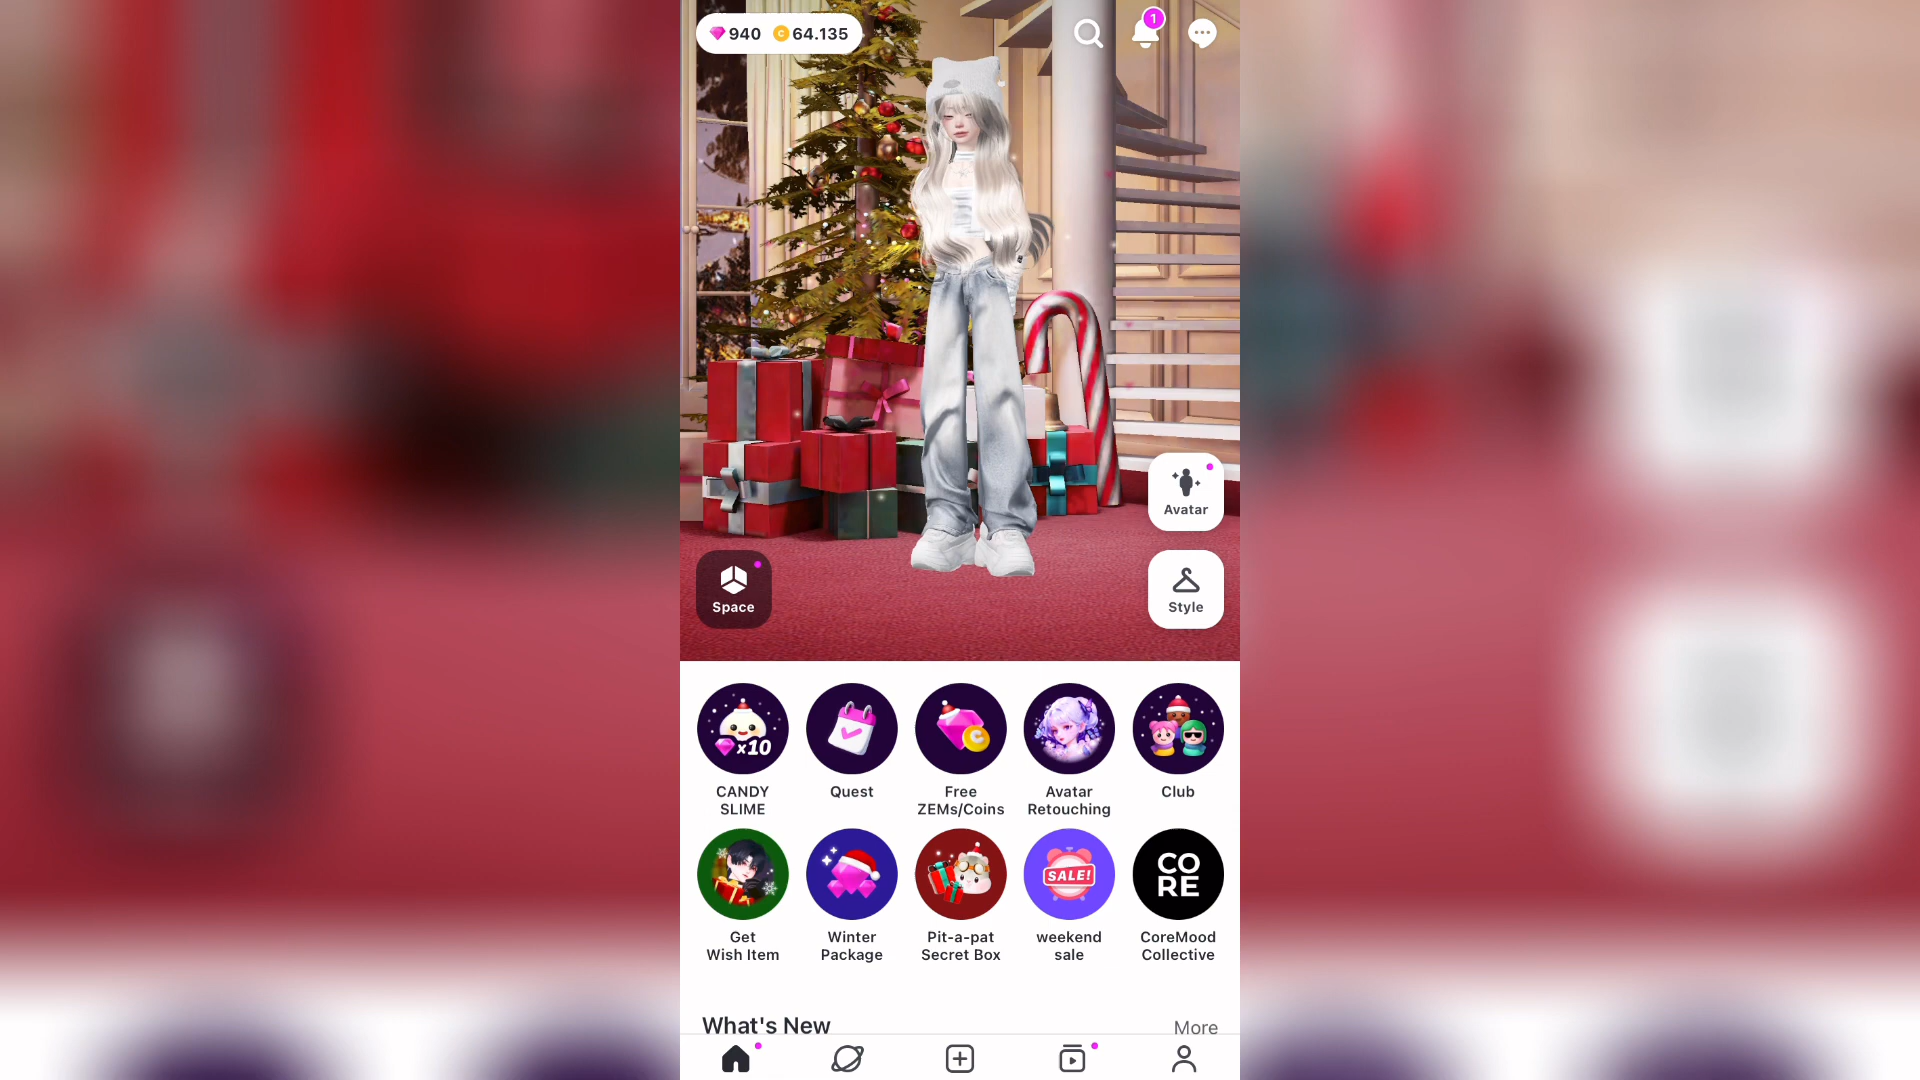 940 C 64.135
1
Avatar
Space
Style
x10
C
SALE!
CO
RE
CANDY
SLIME
Quest
Free
ZEMs/Coins
Avatar
Retouching
Club
Get
Wish Item
Winter
Package
Pit-a-pat
Secret Box
weekend
sale
CoreMood
Collective
What's New
More